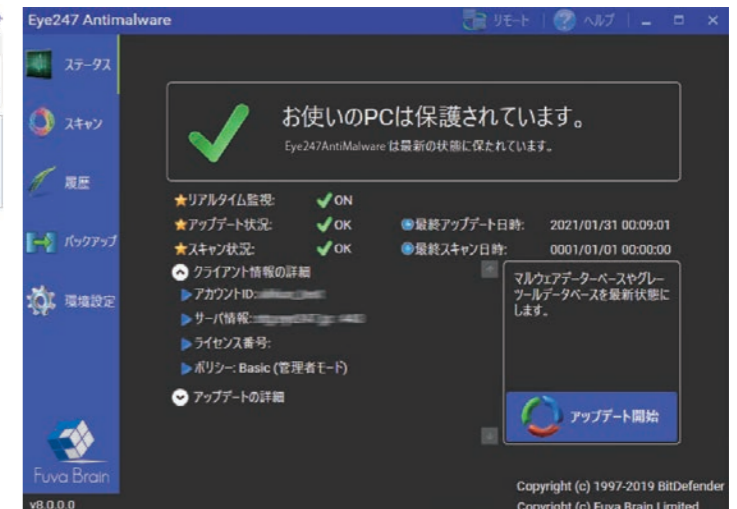 Eye247 Antimalware
リモート
ヘルプ
ステータス
スキャン
履歴
バックアップ
環境設定
お使いのPCは保護されています。
Eye247AntiMalware は最新の状態に保たれています。
リアルタイム監視: ON
アップデート状況: OK 最終アップデート日時: 2021/01/31 00:09:01
スキャン状況: OK 最終スキャン日時: 0001/01/01 00:00:00
クライアント情報の詳細
アカウントID:
サーバ情報:
ライセンス番号:
ポリシー: Basic (管理者モード)
アップデートの詳細
マルウェアデーターベースやグレー
ツールデータベースを最新状態に
します。
アップデート開始
Fuva Brain
v8.0.0.0
Copyright (c) 1997-2019 BitDefender
Copyright (c) Fuva Brain Limited